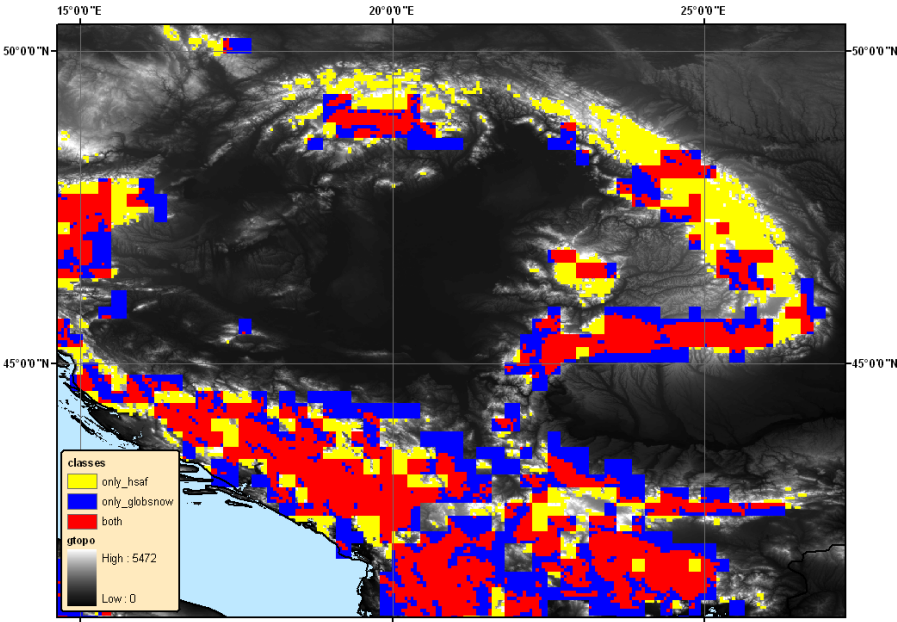 15°0'0"E 20°0'0"E 25°0'0"E
50°0'0"N 50°0'0"N
45°0'0"N 45°0'0"N
classes
only_hsaf
only_globsnow
both
gtopo
High : 5472
Low : 0